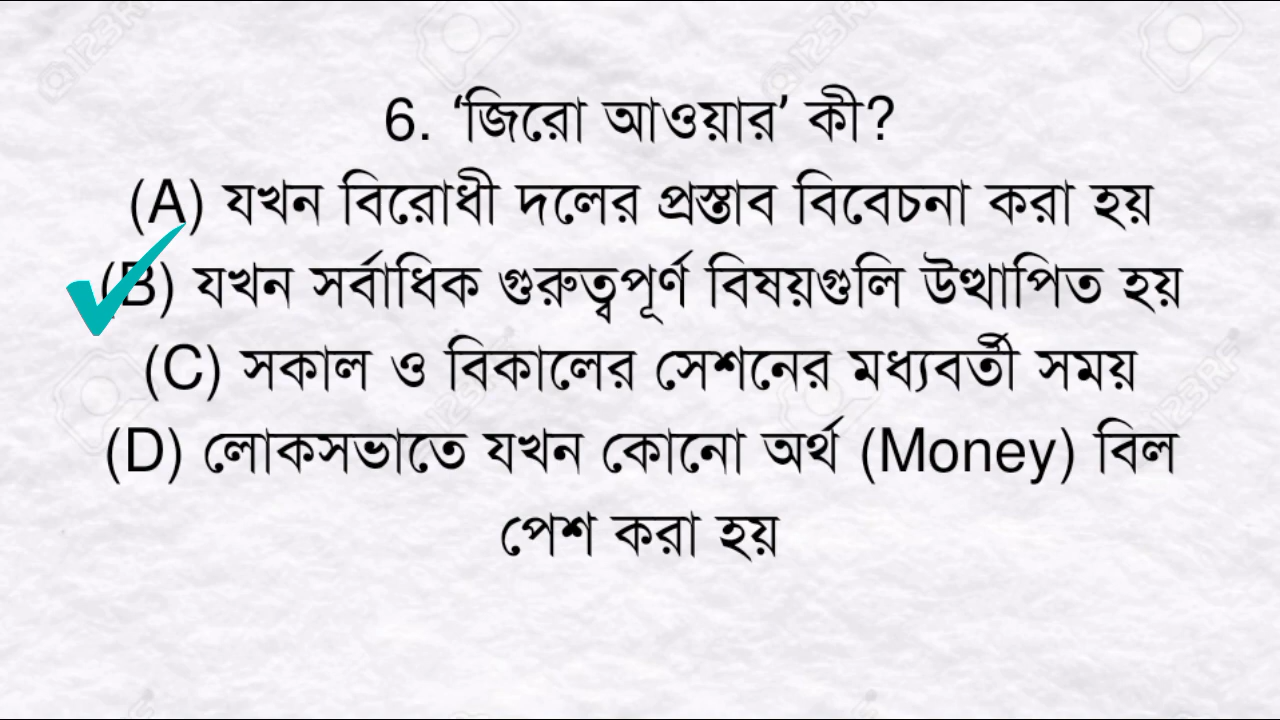 6. ‘জিরো আওয়ার’ কী?
(A) যখন বিরোধী দলের প্রস্তাব বিবেচনা করা হয়
(B) যখন সর্বাধিক গুরুত্বপূর্ণ বিষয়গুলি উত্থাপিত হয়
(C) সকাল ও বিকালের সেশনের মধ্যবর্তী সময়
(D) লোকসভাতে যখন কোনো অর্থ (Money) বিল
পেশ করা হয়